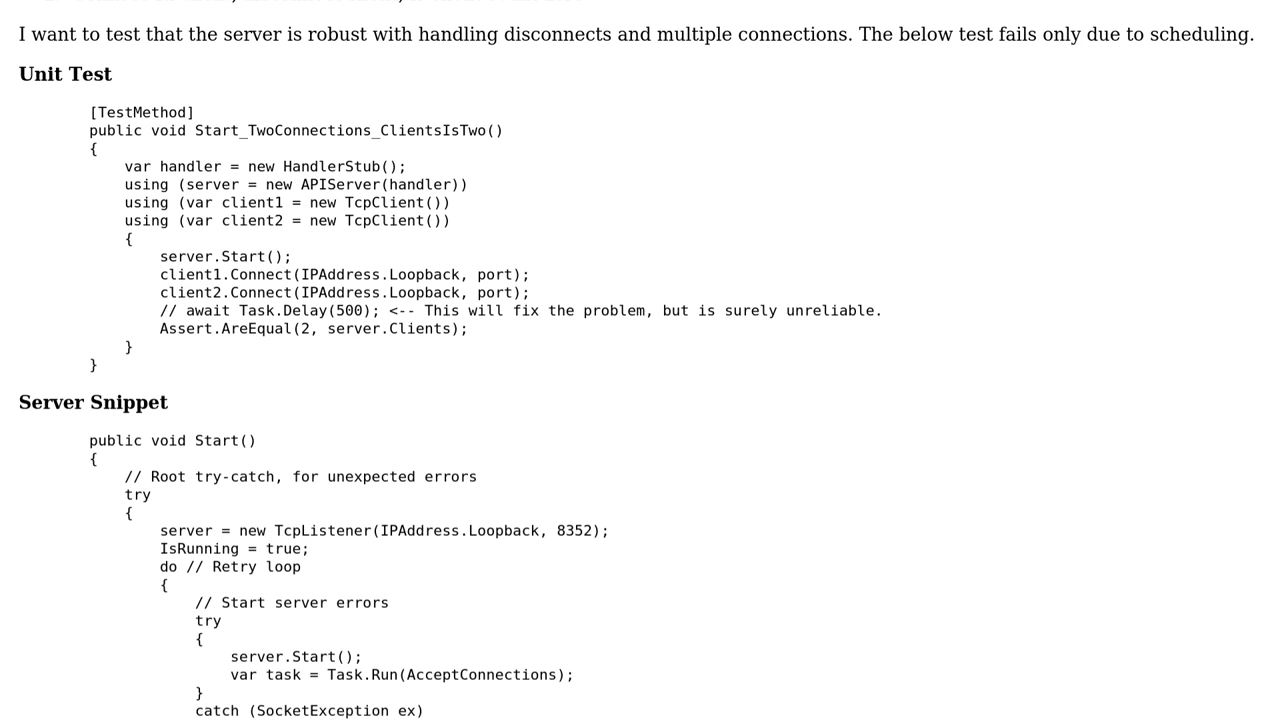 I want to test that the server is robust with handling disconnects and multiple connections. The below test fails only due to scheduling.
Unit Test
[TestMethod]
public void Start_TwoConnections_ClientsIsTwo()
{
    var handler = new HandlerStub();
    using (server = new APIServer(handler))
    using (var client1 = new TcpClient())
    using (var client2 = new TcpClient())
    {
        server.Start();
        client1.Connect(IPAddress.Loopback, port);
        client2.Connect(IPAddress.Loopback, port);
        // await Task.Delay(500); <-- This will fix the problem, but is surely unreliable.
        Assert.AreEqual(2, server.Clients);
    }
}
Server Snippet
public void Start()
{
    // Root try-catch, for unexpected errors
    try
    {
        server = new TcpListener(IPAddress.Loopback, 8352);
        IsRunning = true;
        do // Retry loop
        {
            // Start server errors
            try
            {
                server.Start();
                var task = Task.Run(AcceptConnections);
            }
            catch (SocketException ex)